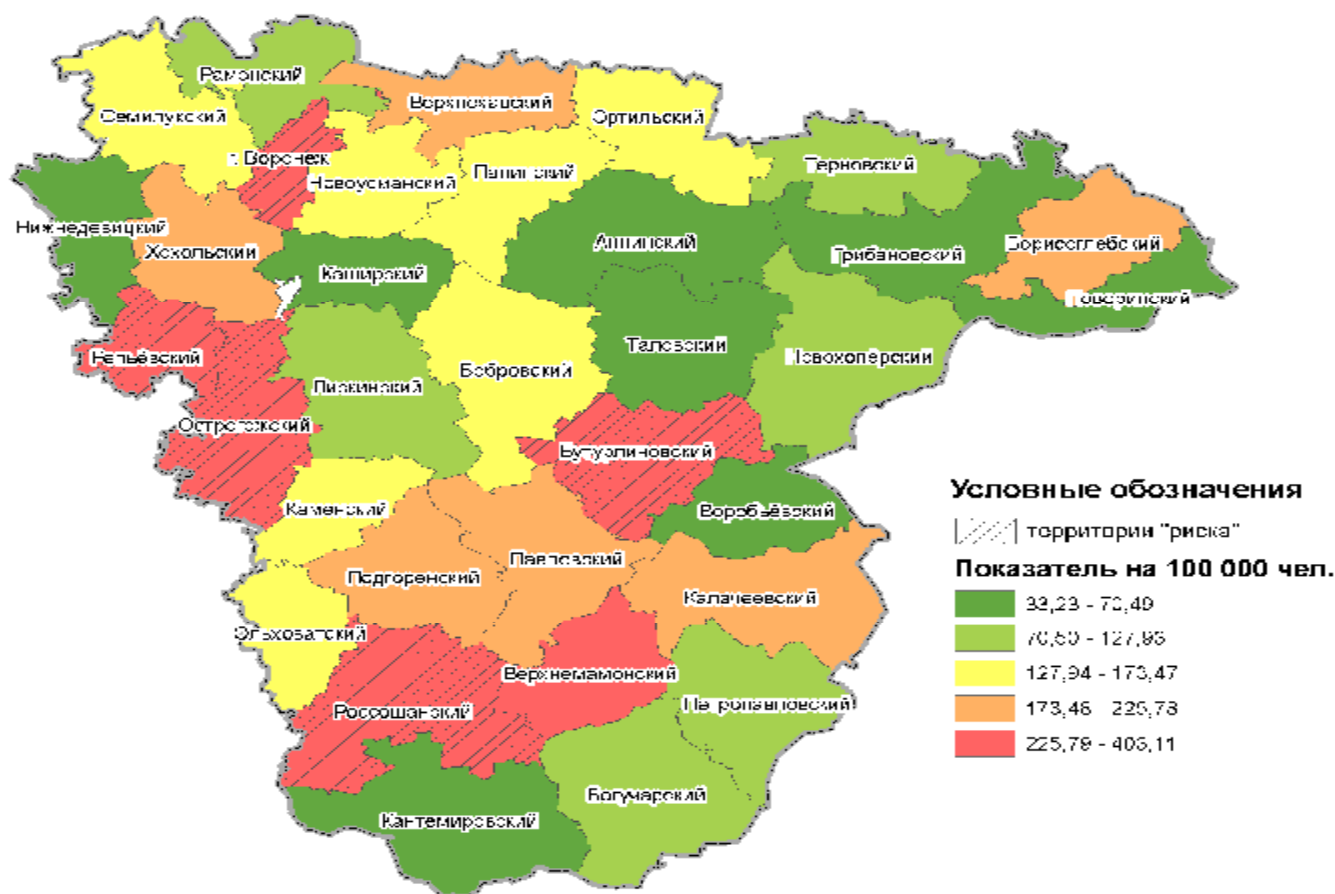 Рамонский
Верхнехавский
Семилукский
Эртильский
г. Воронеж
Панинский
Терновский
Новоусманский
Нижнедевицкий
Хохольский
Аннинский
Грибановский
Борисоглебский
Каширский
Поворинский
Репьёвский
Таловский
Новохопёрский
Лискинский
Бобровский
Острогожский
Бутурлиновский
Каменский
Воробьёвский
Павловский
Подгоренский
Калачеевский
Ольховатский
Верхнемамонский
Петропавловский
Россошанский
Богучарский
Кантемировский
Условные обозначения
территории "риска"
Показатель на 100 000 чел.
127,94 - 173,47